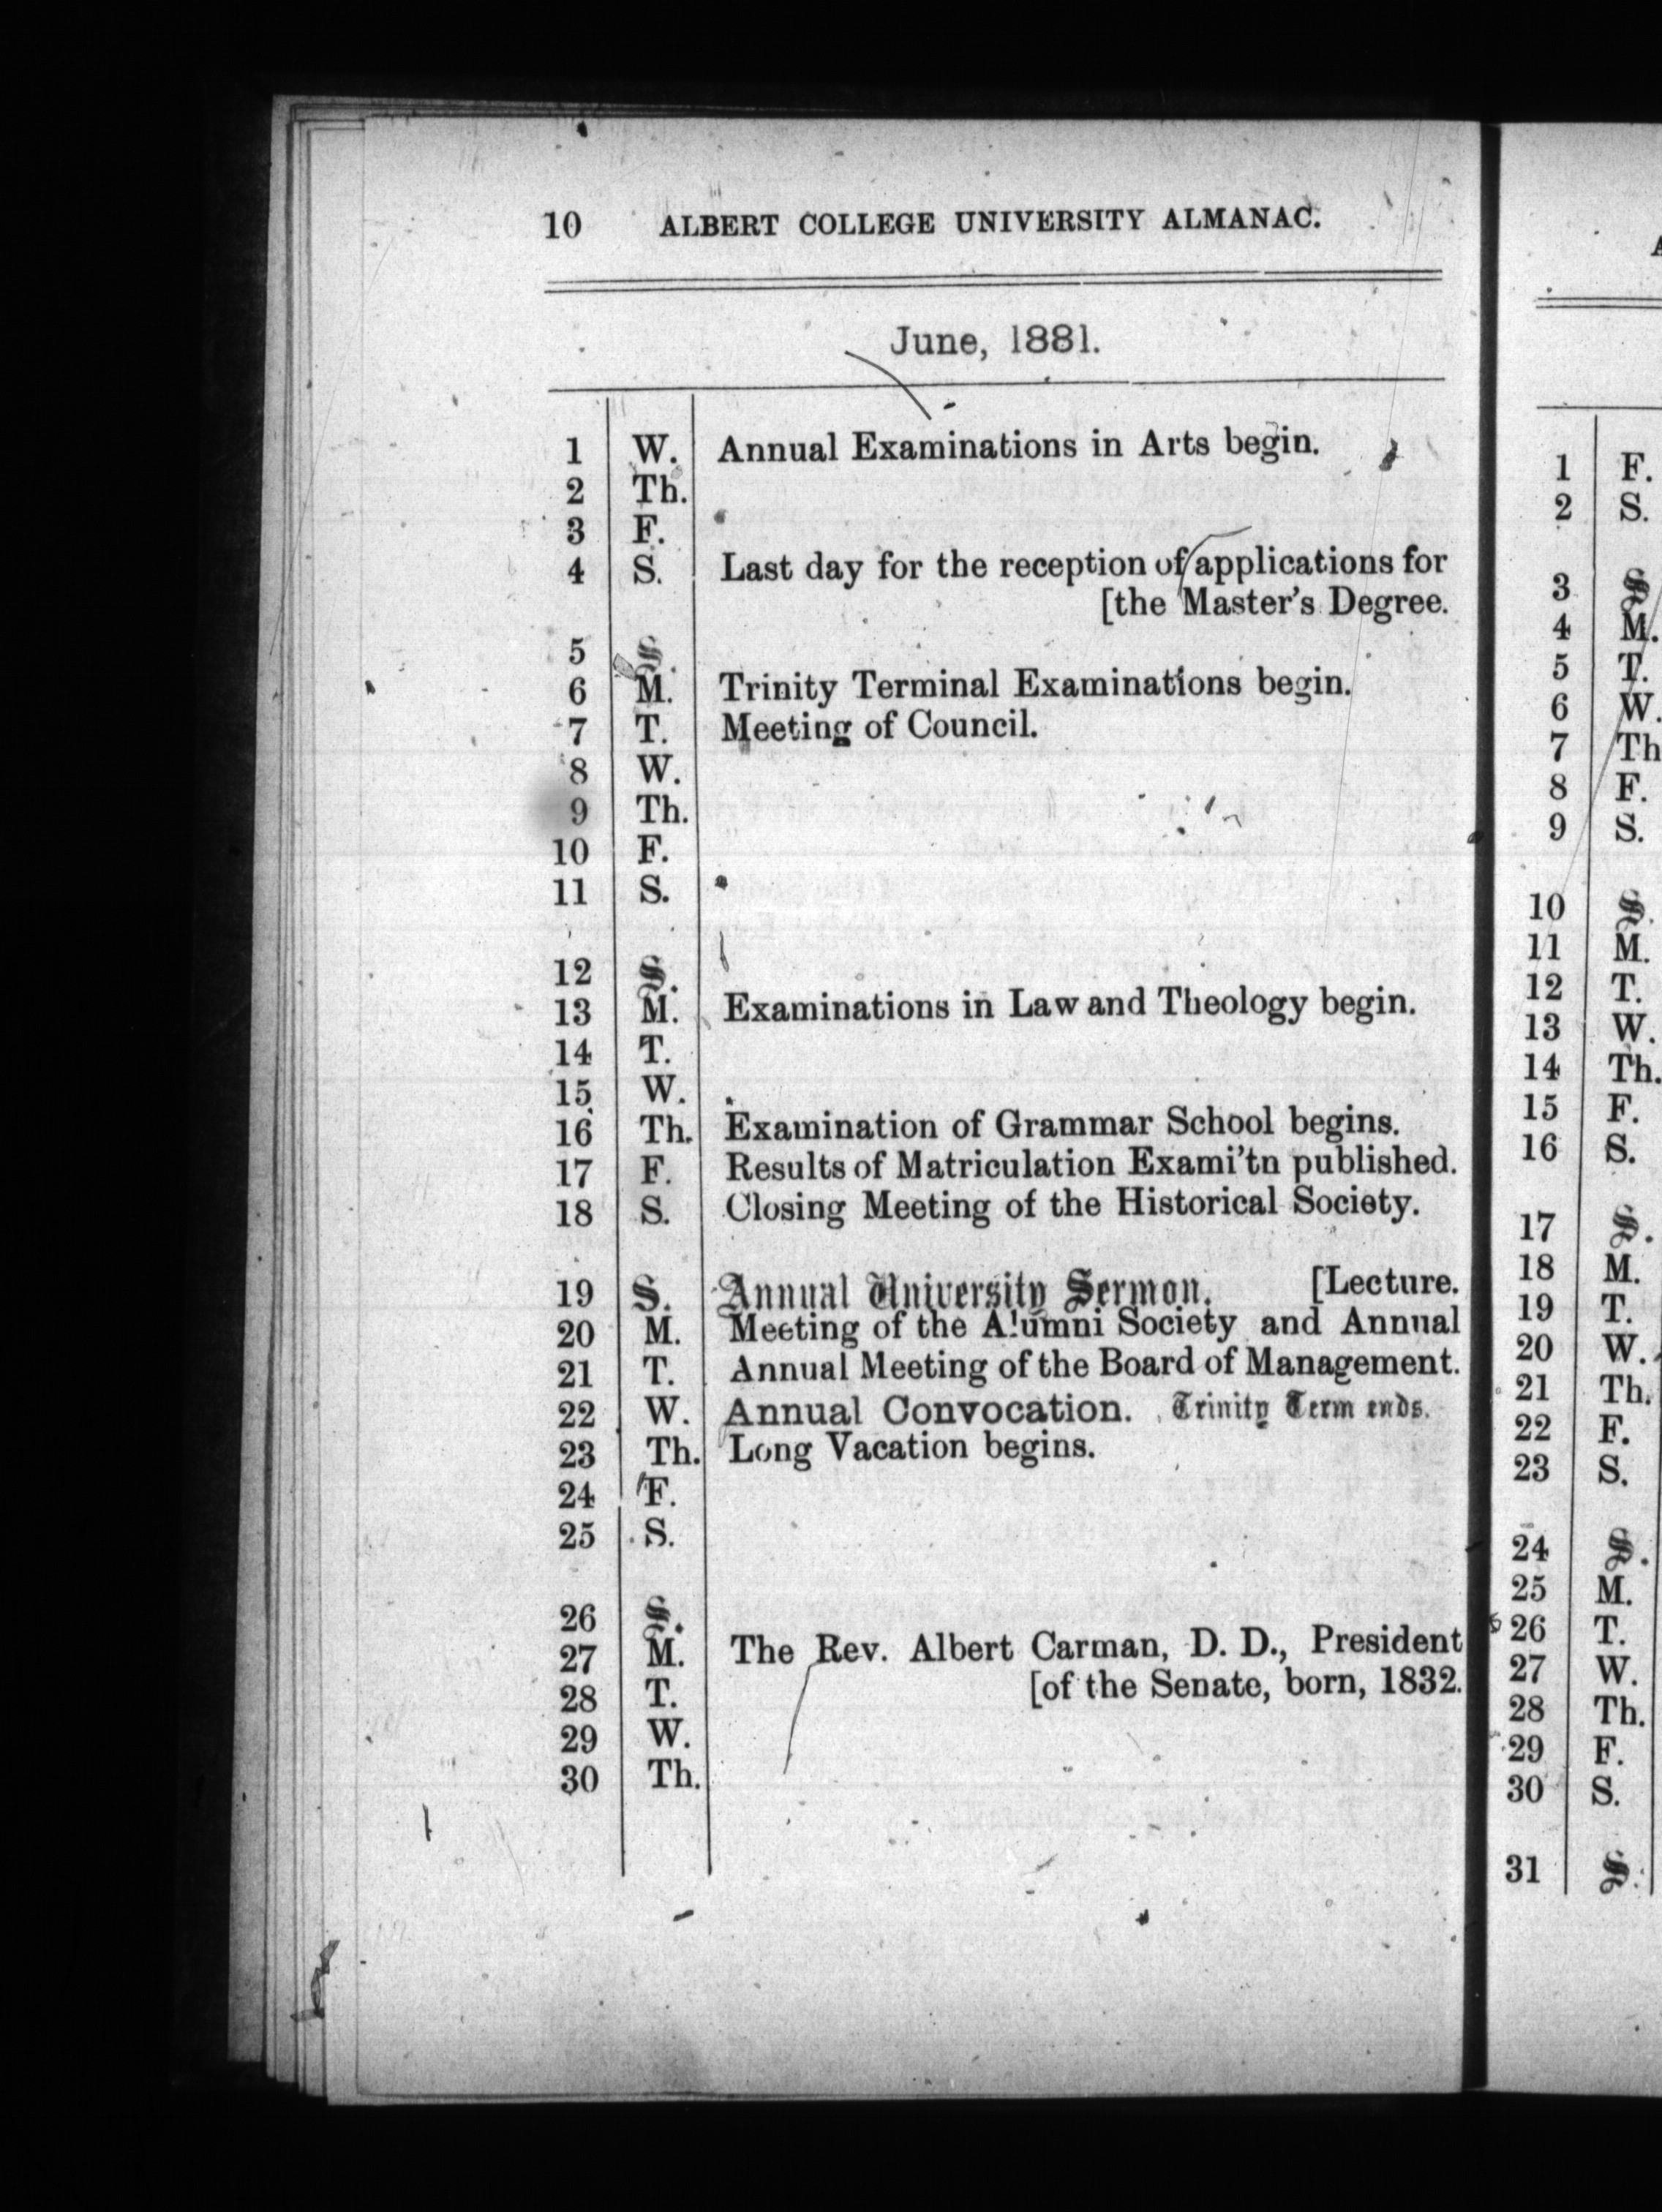 10 ALBERT COLLEGE UNIVERSITY ALMANAC.
June, 1881.
1 W. Annual Examinations in Arts begin.
2 Th.
3 F.
4 S. Last day for the reception of applications for
[the Master's Degree.
5 S.
6 M. Trinity Terminal Examinations begin.
7 T. Meeting of Council.
8 W.
9 Th.
10 F.
11 S.
12 S.
13 M. Examinations in Law and Theology begin.
14 T.
15 W.
16 Th. Examination of Grammar School begins.
17 F. Results of Matriculation Exami'tn published.
18 S. Closing Meeting of the Historical Society.
19 S. Annual University Sermon. [Lecture.
20 M. Meeting of the Alumni Society and Annual
21 T. Annual Meeting of the Board of Management.
22 W. Annual Convocation. Trinity Term ends.
23 Th. Long Vacation begins.
24 F.
25 S.
26 S.
27 M. The Rev. Albert Carman, D. D., President
28 T. [of the Senate, born, 1832.
29 W.
30 Th.
1 F.
2 S.
3 S
4 M.
5 T.
6 W.
7 Th
8 F.
9 S.
10 S.
11 M.
12 T.
13 W.
14 Th.
15 F.
16 S.
17 S.
18 M.
19 T.
20 W.
21 Th.
22 F.
23 S.
24 S.
25 M.
26 T.
27 W.
28 Th.
29 F.
30 S.
31 S.